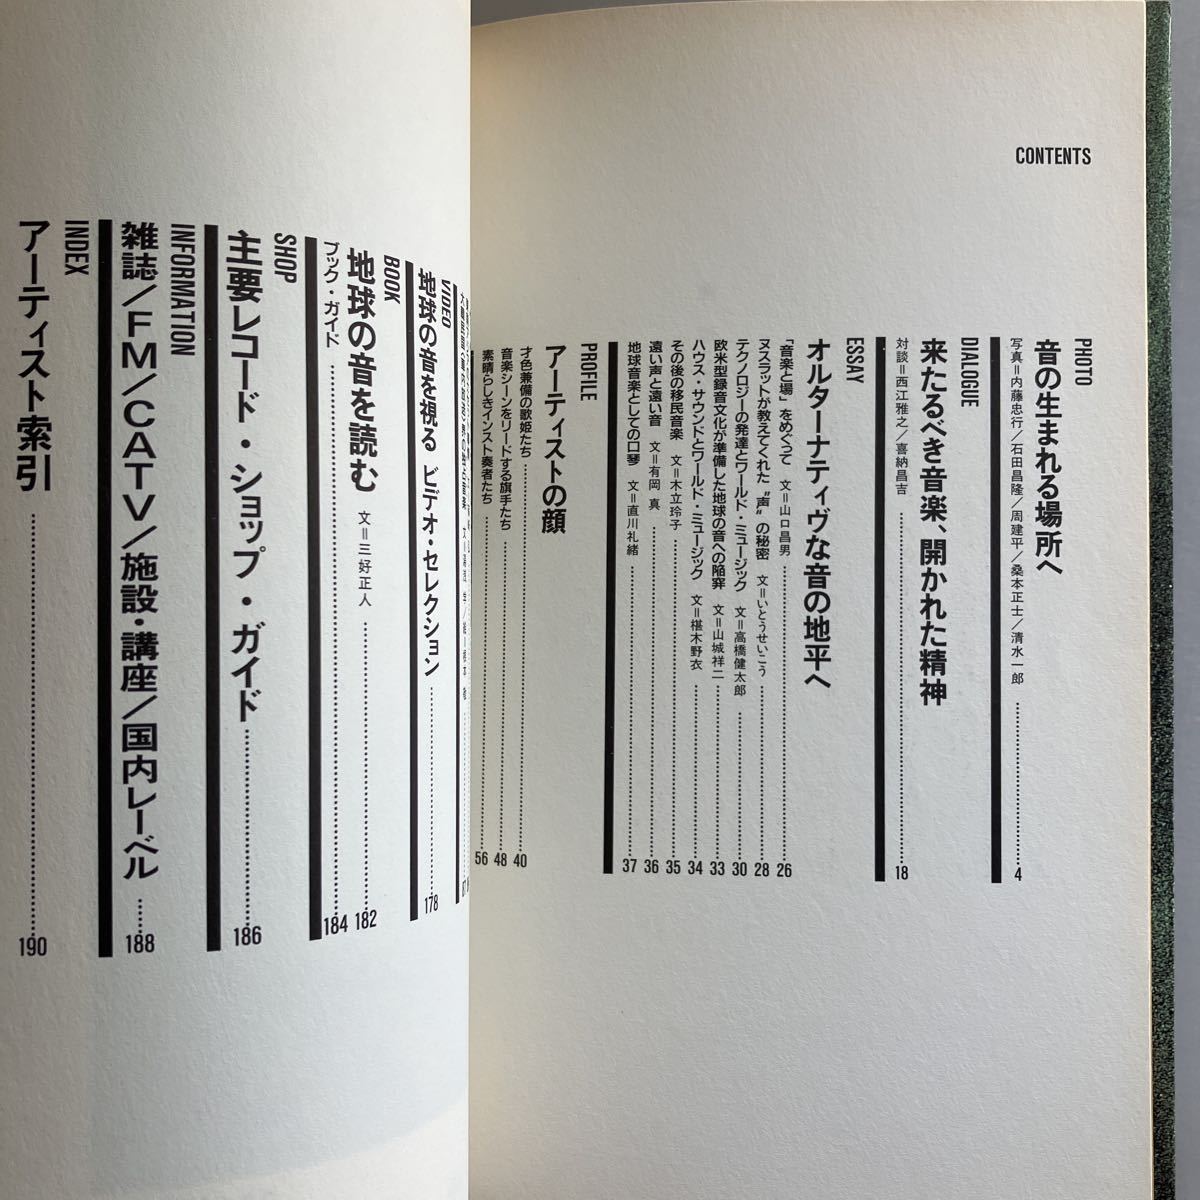 CONTENTS
PHOTO
音の生まれる場所へ
写真=内藤忠行/石田昌隆/周建平/桑本正士/清水一郎……4
DIALOGUE
来たるべき音楽、開かれた精神
対談=西江雅之/喜納昌吉……18
ESSAY
オルターナティヴな音の地平へ
「音楽と場」をめぐって 文=山口昌男……26
ヌスラットが教えてくれた〝声〟の秘密 文=いとうせいこう……28
テクノロジーの発達とワールド・ミュージック 文=高橋健太郎……30
欧米型録音文化が準備した地球の音への陥穽 文=山城祥二……33
ハウス・サウンドとワールド・ミュージック 文=椹木野衣……34
その後の移民音楽 文=木立玲子……35
遠い声と遠い音 文=有岡 真……36
地球音楽としての口琴 文=直川礼緒……37
PROFILE
アーティストの顔
才色兼備の歌姫たち……40
音楽シーンをリードする旗手たち……48
素晴らしきインスト奏者たち……56
VIDEO
地球の音を視る ビデオ・セレクション……178
BOOK
地球の音を読む 文=三好正人……182
ブック・ガイド……184
SHOP
主要レコード・ショップ・ガイド……186
INFORMATION
雑誌/FM/CATV/施設・講座/国内レーベル……188
INDEX
アーティスト索引……190